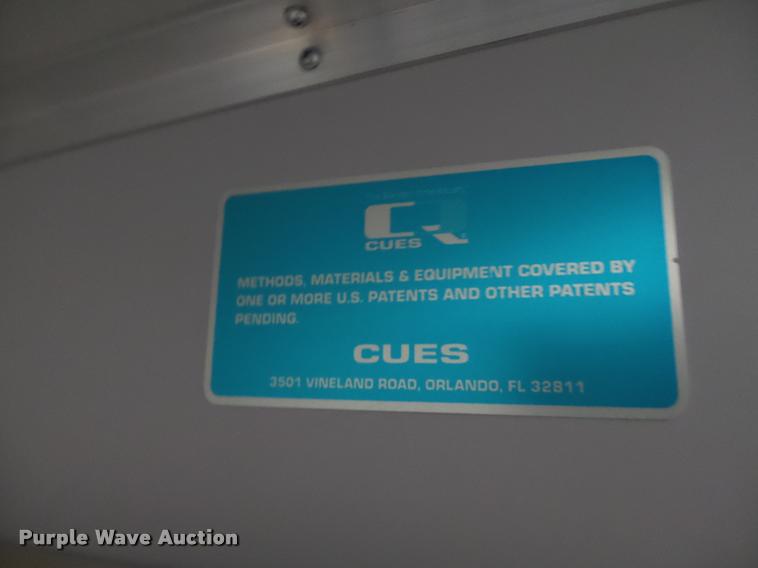 CUES
METHODS, MATERIALS & EQUIPMENT COVERED BY
ONE OR MORE U.S. PATENTS AND OTHER PATENTS
PENDING.
CUES
3501 VINELAND ROAD, ORLANDO, FL 32811
Purple Wave Auction